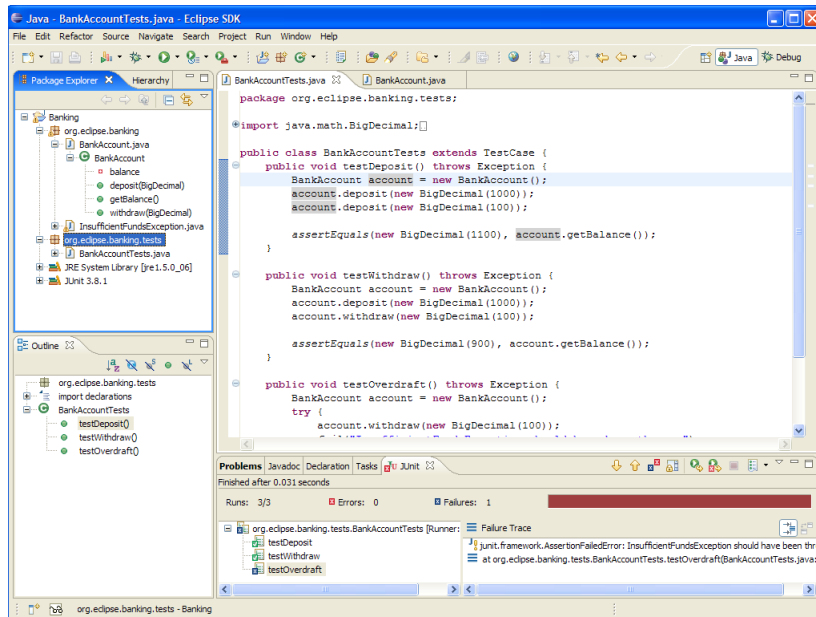 Java - BankAccountTests.java - Eclipse SDK
File Edit Refactor Source Navigate Search Project Run Window Help
Java Debug
Package Explorer Hierarchy
Banking
org.eclipse.banking
BankAccount.java
BankAccount
balance
deposit(BigDecimal)
getBalance()
withdraw(BigDecimal)
InsufficientFundsException.java
org.eclipse.banking.tests
BankAccountTests.java
JRE System Library [jre1.5.0_06]
JUnit 3.8.1
Outline
org.eclipse.banking.tests
import declarations
BankAccountTests
testDeposit()
testWithdraw()
testOverdraft()
BankAccountTests.java BankAccount.java
package org.eclipse.banking.tests;
import java.math.BigDecimal;
public class BankAccountTests extends TestCase {
public void testDeposit() throws Exception {
BankAccount account = new BankAccount();
account.deposit(new BigDecimal(1000));
account.deposit(new BigDecimal(100));
assertEquals(new BigDecimal(1100), account.getBalance());
}
public void testWithdraw() throws Exception {
BankAccount account = new BankAccount();
account.deposit(new BigDecimal(1000));
account.withdraw(new BigDecimal(100));
assertEquals(new BigDecimal(900), account.getBalance());
}
public void testOverdraft() throws Exception {
BankAccount account = new BankAccount();
try {
account.withdraw(new BigDecimal(100));
Problems Javadoc Declaration Tasks JUnit
Finished after 0.031 seconds
Runs: 3/3 Errors: 0 Failures: 1
org.eclipse.banking.tests.BankAccountTests [Runner:
testDeposit
testWithdraw
testOverdraft
Failure Trace
junit.framework.AssertionFailedError: InsufficientFundsException should have been thr
at org.eclipse.banking.tests.BankAccountTests.testOverdraft(BankAccountTests.java:
org.eclipse.banking.tests - Banking